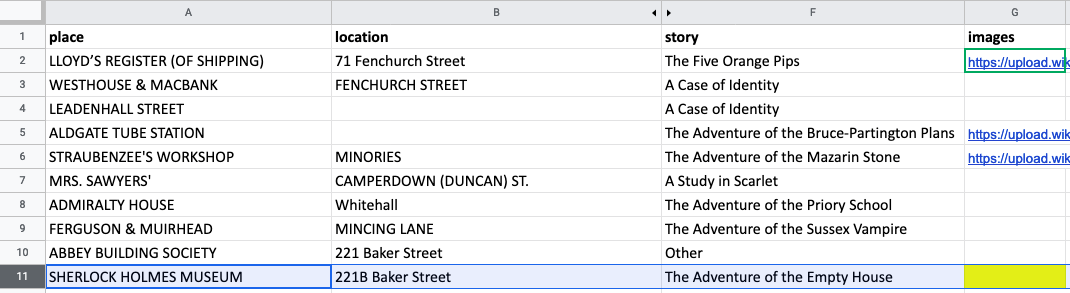 A B F G
1 place location story images
2 LLOYD’S REGISTER (OF SHIPPING) 71 Fenchurch Street The Five Orange Pips https://upload.wik
3 WESTHOUSE & MACBANK FENCHURCH STREET A Case of Identity
4 LEADENHALL STREET A Case of Identity
5 ALDGATE TUBE STATION The Adventure of the Bruce-Partington Plans https://upload.wik
6 STRAUBENZEE'S WORKSHOP MINORIES The Adventure of the Mazarin Stone https://upload.wik
7 MRS. SAWYERS' CAMPERDOWN (DUNCAN) ST. A Study in Scarlet
8 ADMIRALTY HOUSE Whitehall The Adventure of the Priory School
9 FERGUSON & MUIRHEAD MINCING LANE The Adventure of the Sussex Vampire
10 ABBEY BUILDING SOCIETY 221 Baker Street Other
11 SHERLOCK HOLMES MUSEUM 221B Baker Street The Adventure of the Empty House